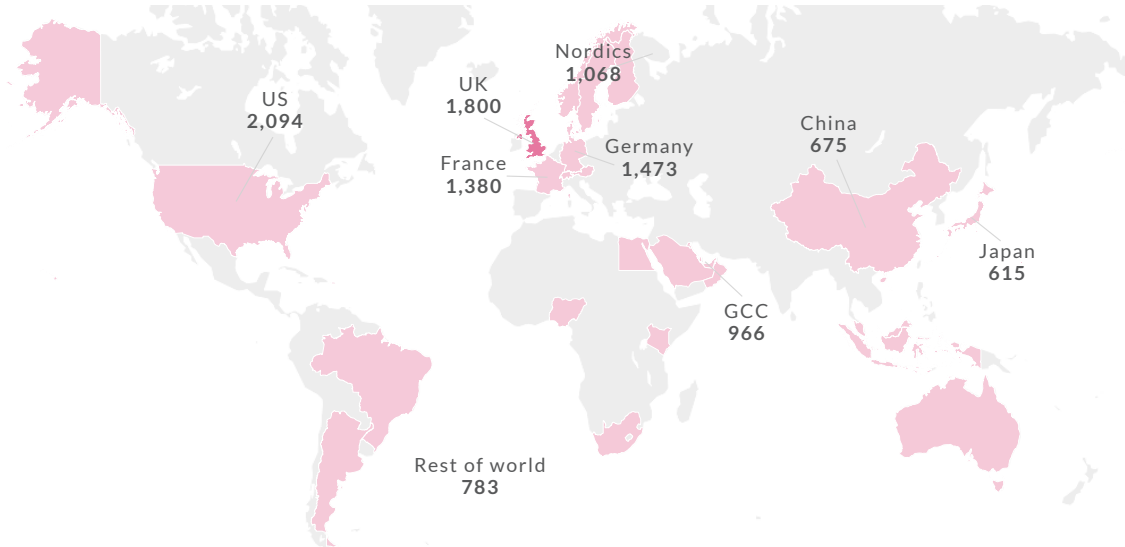 Nordics
1,068
UK
1,800
US
2,094
China
675
Germany
1,473
France
1,380
Japan
615
GCC
966
Rest of world
783